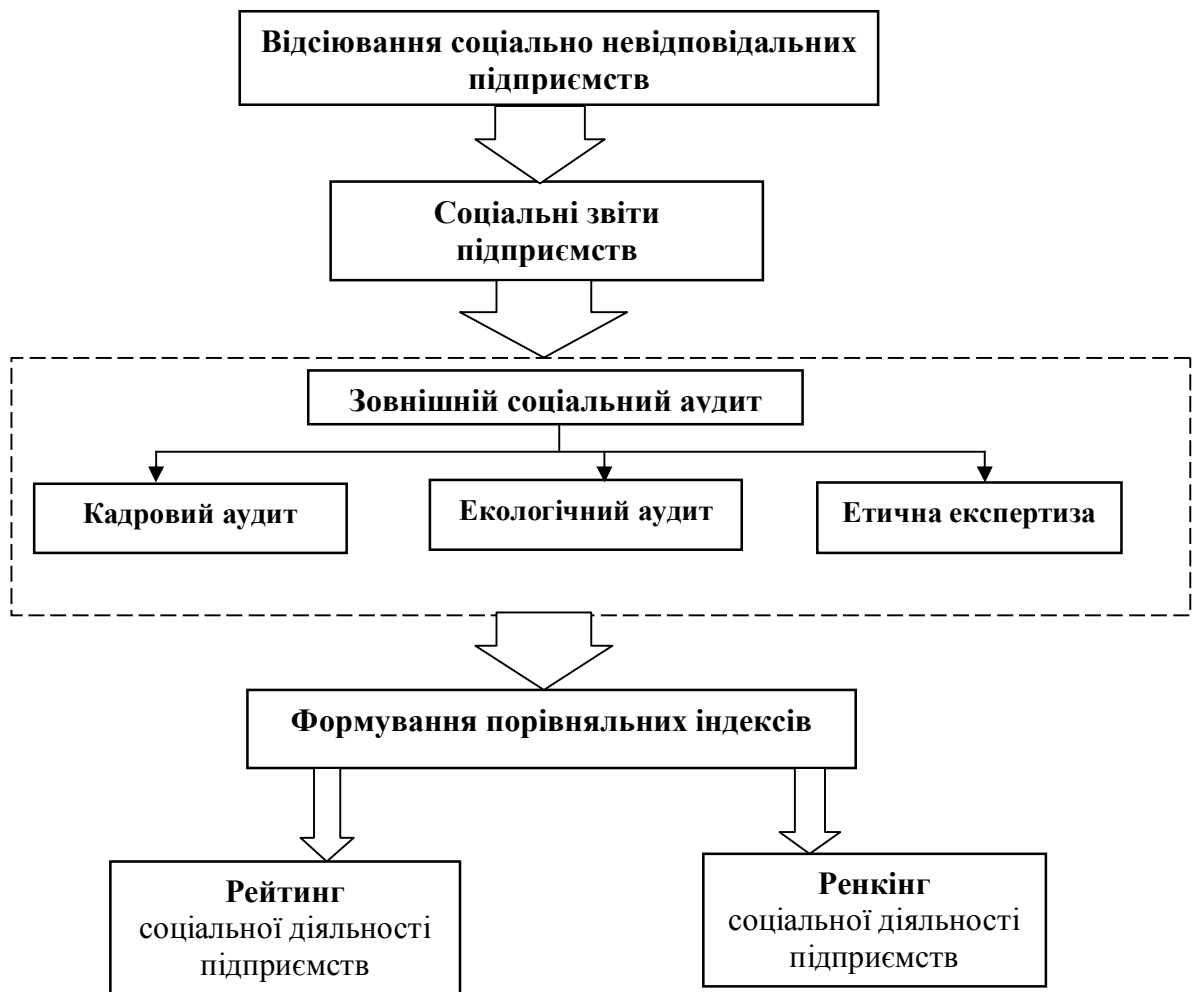 Відсіювання соціально невідповідальних
підприємств
Соціальні звіти
підприємств
Зовнішній соціальний аудит
Кадровий аудит
Екологічний аудит
Етична експертиза
Формування порівняльних індексів
Рейтинг
соціальної діяльності
підприємств
Ренкінг
соціальної діяльності
підприємств